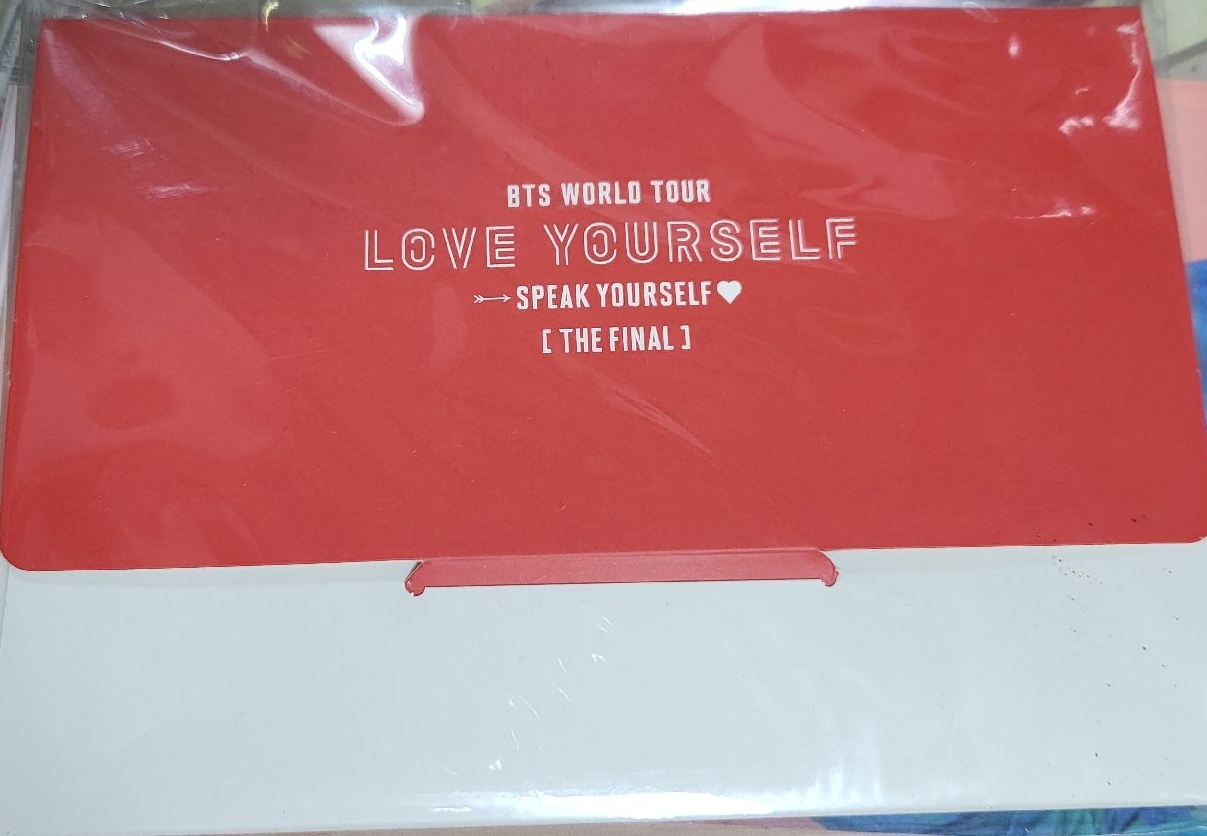 BTS WORLD TOUR
LOVE YOURSELF
SPEAK YOURSELF
[ THE FINAL ]